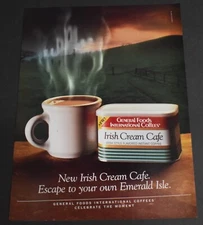 General Foods
International Coffees
Irish Cream Cafe
New Irish Cream Cafe.
Escape to your own Emerald Isle.
GENERAL FOODS INTERNATIONAL COFFEES
CELEBRATE THE MOMENT